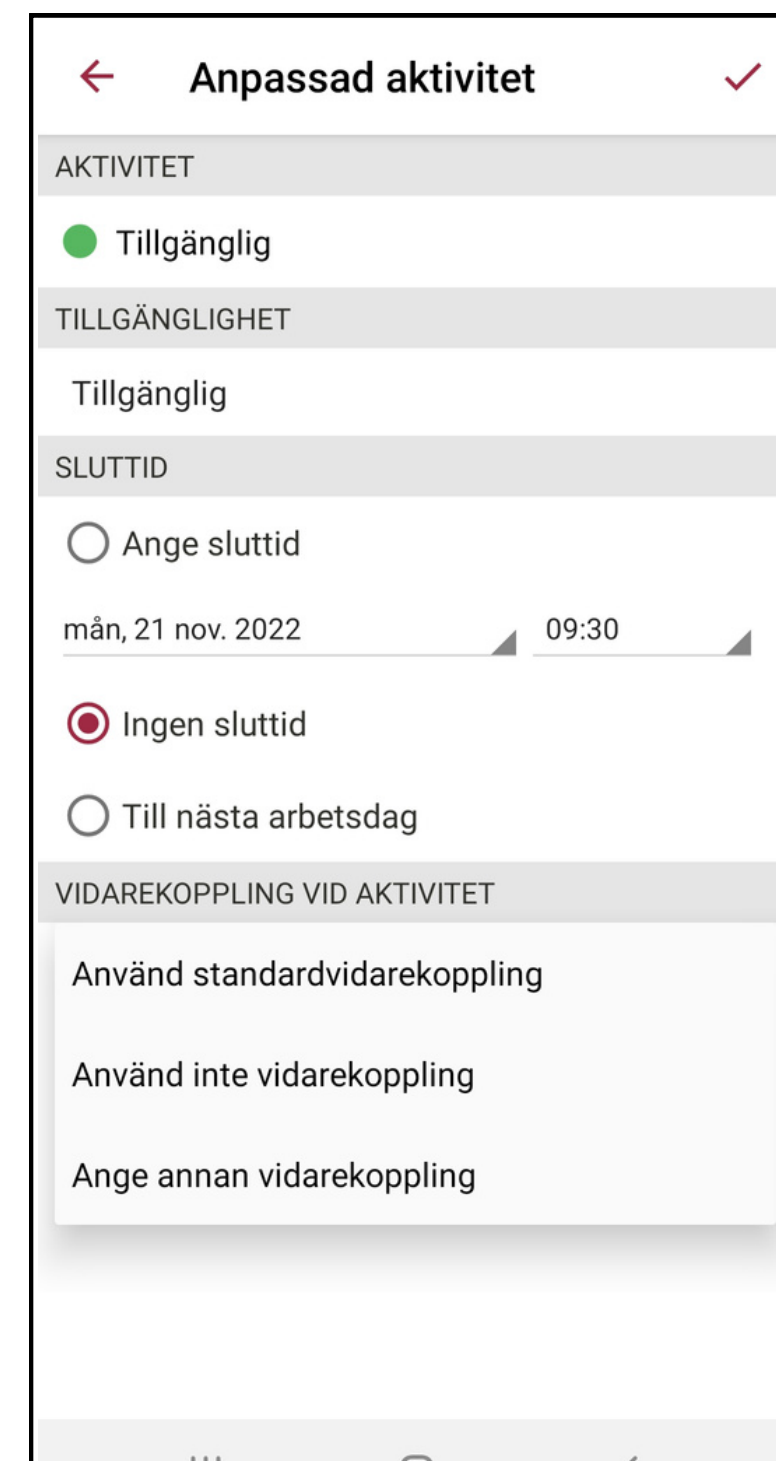 Anpassad aktivitet
AKTIVITET
Tillgänglig
TILLGÄNGLIGHET
Tillgänglig
SLUTTID
Ange sluttid
mån, 21 nov. 2022 09:30
Ingen sluttid
Till nästa arbetsdag
VIDAREKOPPLING VID AKTIVITET
Använd standardvidarekoppling
Använd inte vidarekoppling
Ange annan vidarekoppling